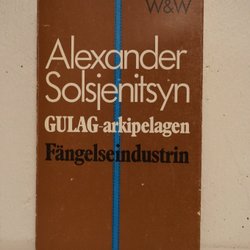 W&W
Alexander
Solsjenitsyn
GULAG-arkipelagen
Fängelseindustrin